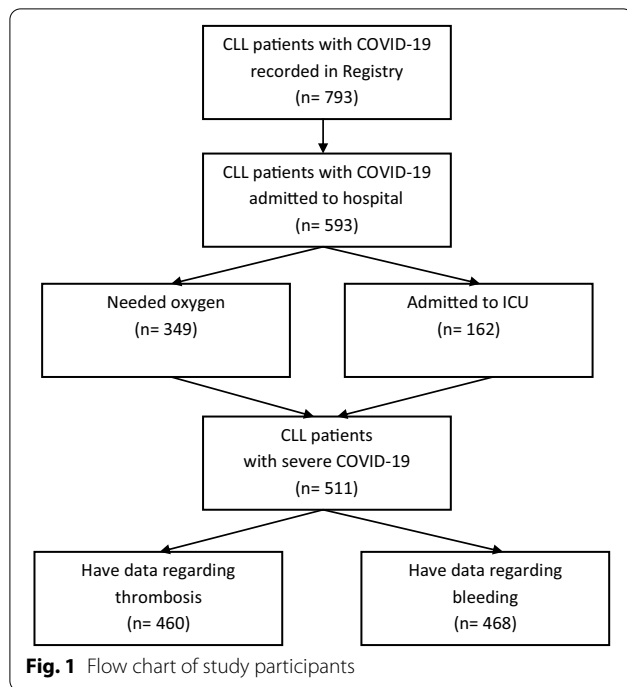 CLL patients with COVID-19
recorded in Registry
(n= 793)
CLL patients with COVID-19
admitted to hospital
(n= 593)
Needed oxygen
(n= 349)
Admitted to ICU
(n= 162)
CLL patients
with severe COVID-19
(n= 511)
Have data regarding
thrombosis
(n= 460)
Have data regarding
bleeding
(n= 468)
Fig. 1 Flow chart of study participants